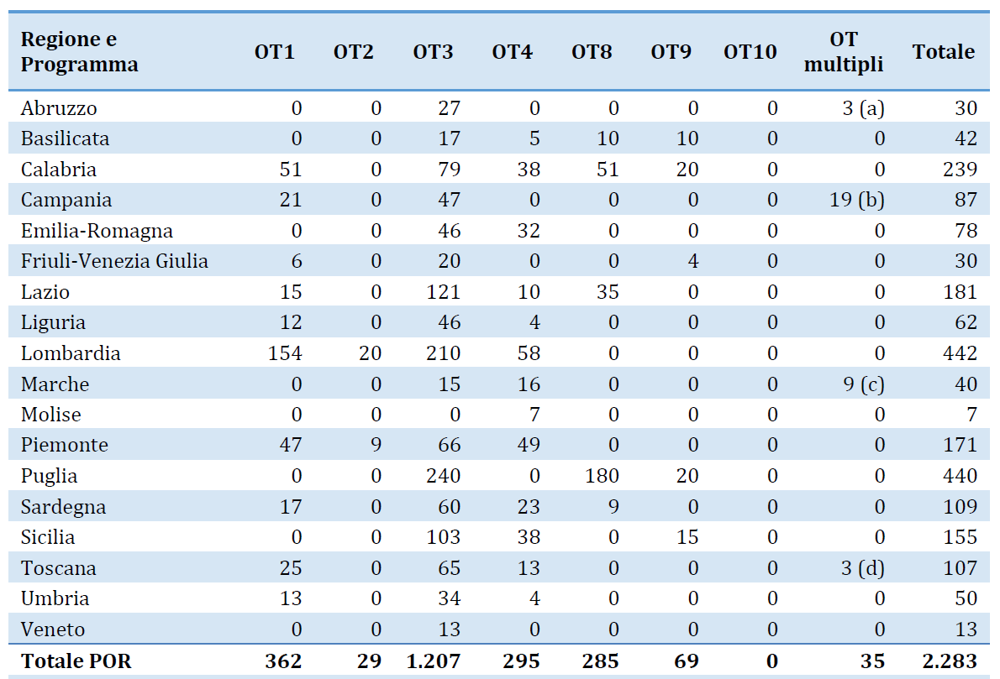 Regione e Programma OT1 OT2 OT3 OT4 OT8 OT9 OT10 OT multipli Totale
Abruzzo 0 0 27 0 0 0 0 3 (a) 30
Basilicata 0 0 17 5 10 10 0 0 42
Calabria 51 0 79 38 51 20 0 0 239
Campania 21 0 47 0 0 0 0 19 (b) 87
Emilia-Romagna 0 0 46 32 0 0 0 0 78
Friuli-Venezia Giulia 6 0 20 0 0 4 0 0 30
Lazio 15 0 121 10 35 0 0 0 181
Liguria 12 0 46 4 0 0 0 0 62
Lombardia 154 20 210 58 0 0 0 0 442
Marche 0 0 15 16 0 0 0 9 (c) 40
Molise 0 0 0 7 0 0 0 0 7
Piemonte 47 9 66 49 0 0 0 0 171
Puglia 0 0 240 0 180 20 0 0 440
Sardegna 17 0 60 23 9 0 0 0 109
Sicilia 0 0 103 38 0 15 0 0 155
Toscana 25 0 65 13 0 0 0 3 (d) 107
Umbria 13 0 34 4 0 0 0 0 50
Veneto 0 0 13 0 0 0 0 0 13
Totale POR 362 29 1.207 295 285 69 0 35 2.283